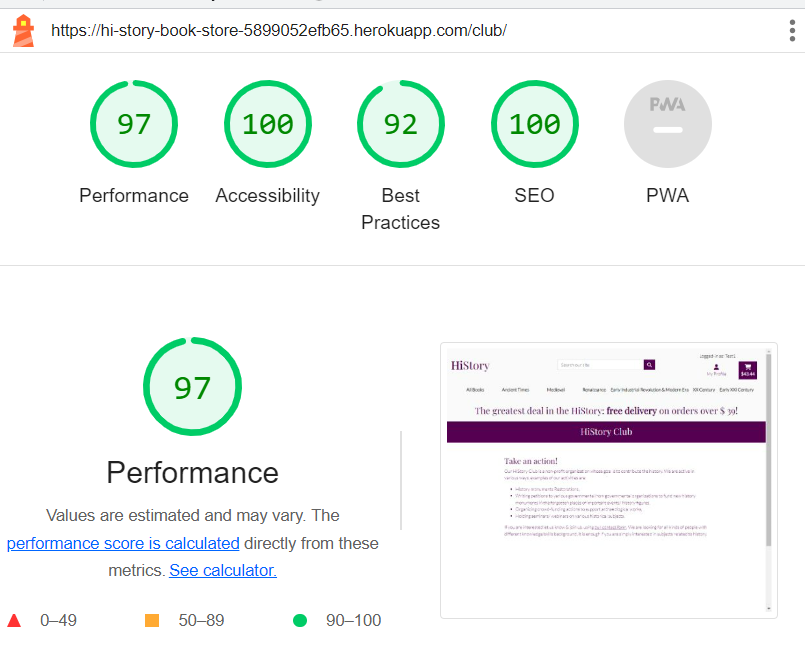 https://hi-story-book-store-5899052efb65.herokuapp.com/club/
97
100
92
100
PWA
Performance
Accessibility
Best
Practices
SEO
PWA
97
Performance
Values are estimated and may vary. The
performance score is calculated directly from these
metrics. See calculator.
0–49
50–89
90–100
HiStory
Search our site
Logged in as: Test1
My Profile
$43.44
All Books
Ancient Times
Medieval
Renaissance
Early Industrial Revolution & Modern Era
XX Century
Early XXI Century
The greatest deal in the HiStory: free delivery on orders over $ 39!
HiStory Club
Take an action!